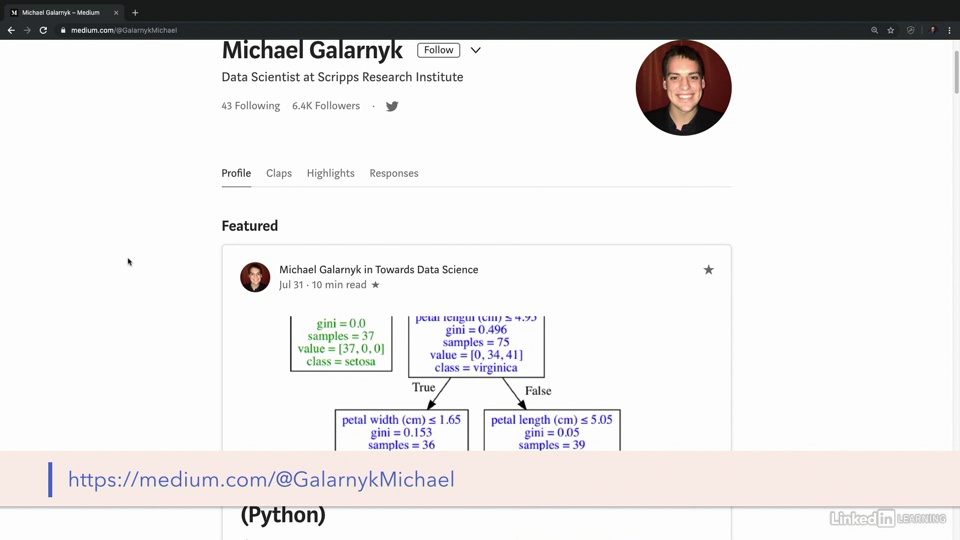 Michael Galarnyk – Medium
medium.com/@GalarnykMichael
Michael Galarnyk
Follow
Data Scientist at Scripps Research Institute
43 Following 6.4K Followers ·
Profile Claps Highlights Responses
Featured
Michael Galarnyk in Towards Data Science
Jul 31 · 10 min read ★
gini = 0.0
samples = 37
value = [37, 0, 0]
class = setosa
petal length (cm) ≤ 4.95
gini = 0.496
samples = 75
value = [0, 34, 41]
class = virginica
True
False
petal width (cm) ≤ 1.65
gini = 0.153
samples = 36
petal length (cm) ≤ 5.05
gini = 0.05
samples = 39
https://medium.com/@GalarnykMichael
(Python)
Linked in LEARNING